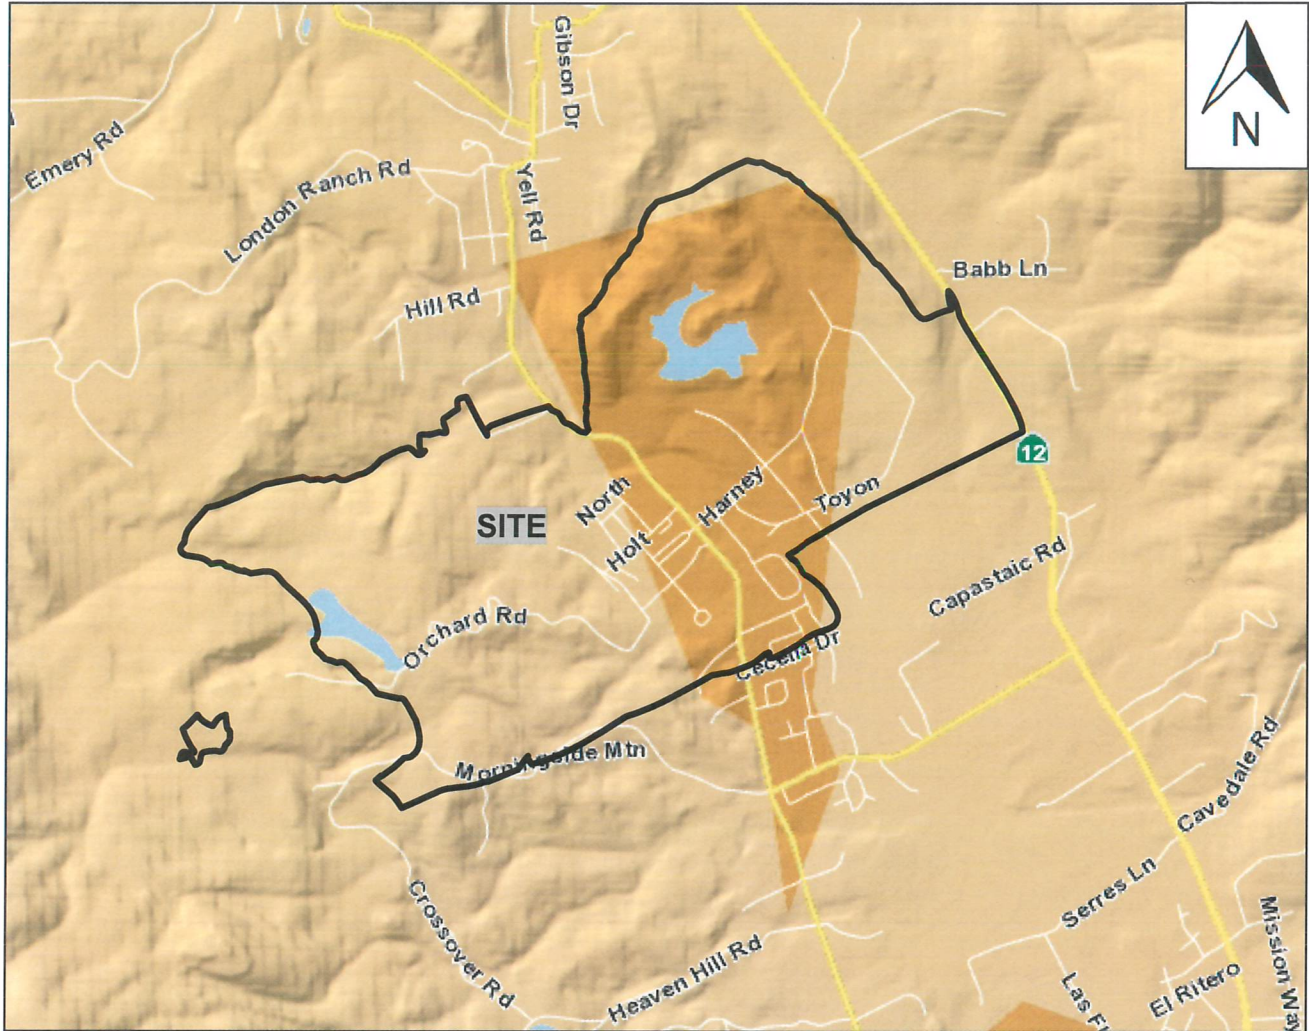 Gibson Dr
N
Emery Rd
London Ranch Rd
Yell Rd
Babb Ln
Hill Rd
12
North
Harney
Toyon
SITE
Holt
Capastaic Rd
Orchard Rd
Cecelia Dr
Morningside Mtn
Cavedale Rd
Crossover Rd
Serres Ln
Mission Way
Heaven Hill Rd
El Ritero
Las F